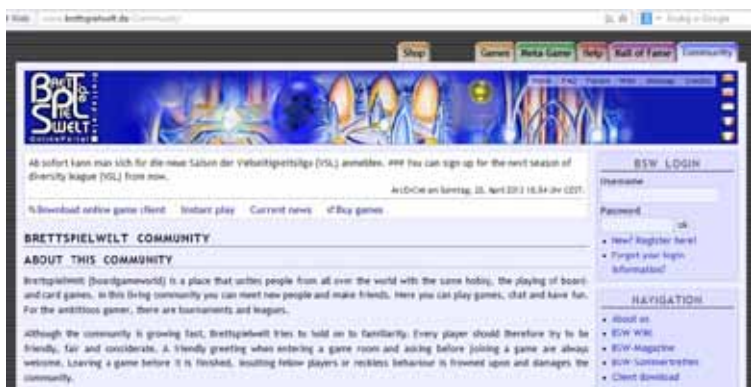 www.brettspielwelt.de/Community/
Shop Games Meta Game Help Hall of Fame Community
BRETT
SPIEL
WELT
OnlinePortal
Home FAQ Forum Wiki Sitemap Credits
Ab sofort kann man sich für die neue Saison der Vielseitigkeitsliga (VSL) anmelden. ### You can sign up for the next season of
diversity league (VSL) from now.
am Sonntag, April 2013 Uhr CEST.
Download online game client Instant play Current news Buy games
BRETTSPIELWELT COMMUNITY
ABOUT THIS COMMUNITY
BrettspielWelt (boardgameworld) is a place that unites people from all over the world with the same hobby, the playing of board-
and card games. In this living community you can meet new people and make friends. Here you can play games, chat and have fun.
For the ambitious gamer, there are tournaments and leagues.
Although the community is growing fast, Brettspielwelt tries to hold on to familiarity. Every player should therefore try to be
friendly, fair and considerate. A friendly greeting when entering a game room and asking before joining a game are always
welcome. Leaving a game before it is finished, insulting fellow players or reckless behaviour is frowned upon and damages the
community.
BSW LOGIN
Username
Password
ok
New? Register here!
Forgot your login
information?
NAVIGATION
About us
BSW Wiki
BSW-Magazine
BSW-Sommertreffen
Client download